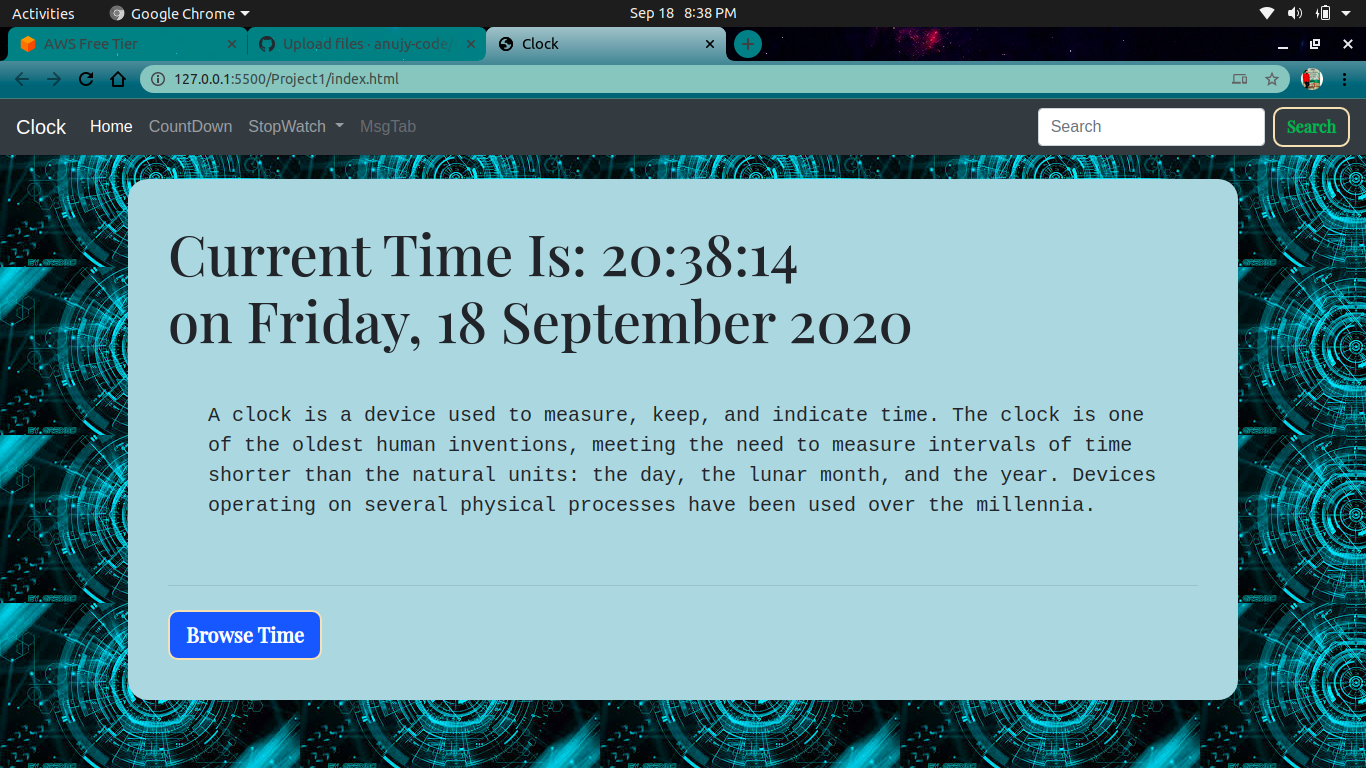 Activities Google Chrome Sep 18 8:38 PM
AWS Free Tier Upload files · anujy-code/ Clock
127.0.0.1:5500/Project1/index.html
Clock Home CountDown StopWatch MsgTab Search Search
Current Time Is: 20:38:14
on Friday, 18 September 2020
A clock is a device used to measure, keep, and indicate time. The clock is one
of the oldest human inventions, meeting the need to measure intervals of time
shorter than the natural units: the day, the lunar month, and the year. Devices
operating on several physical processes have been used over the millennia.
Browse Time